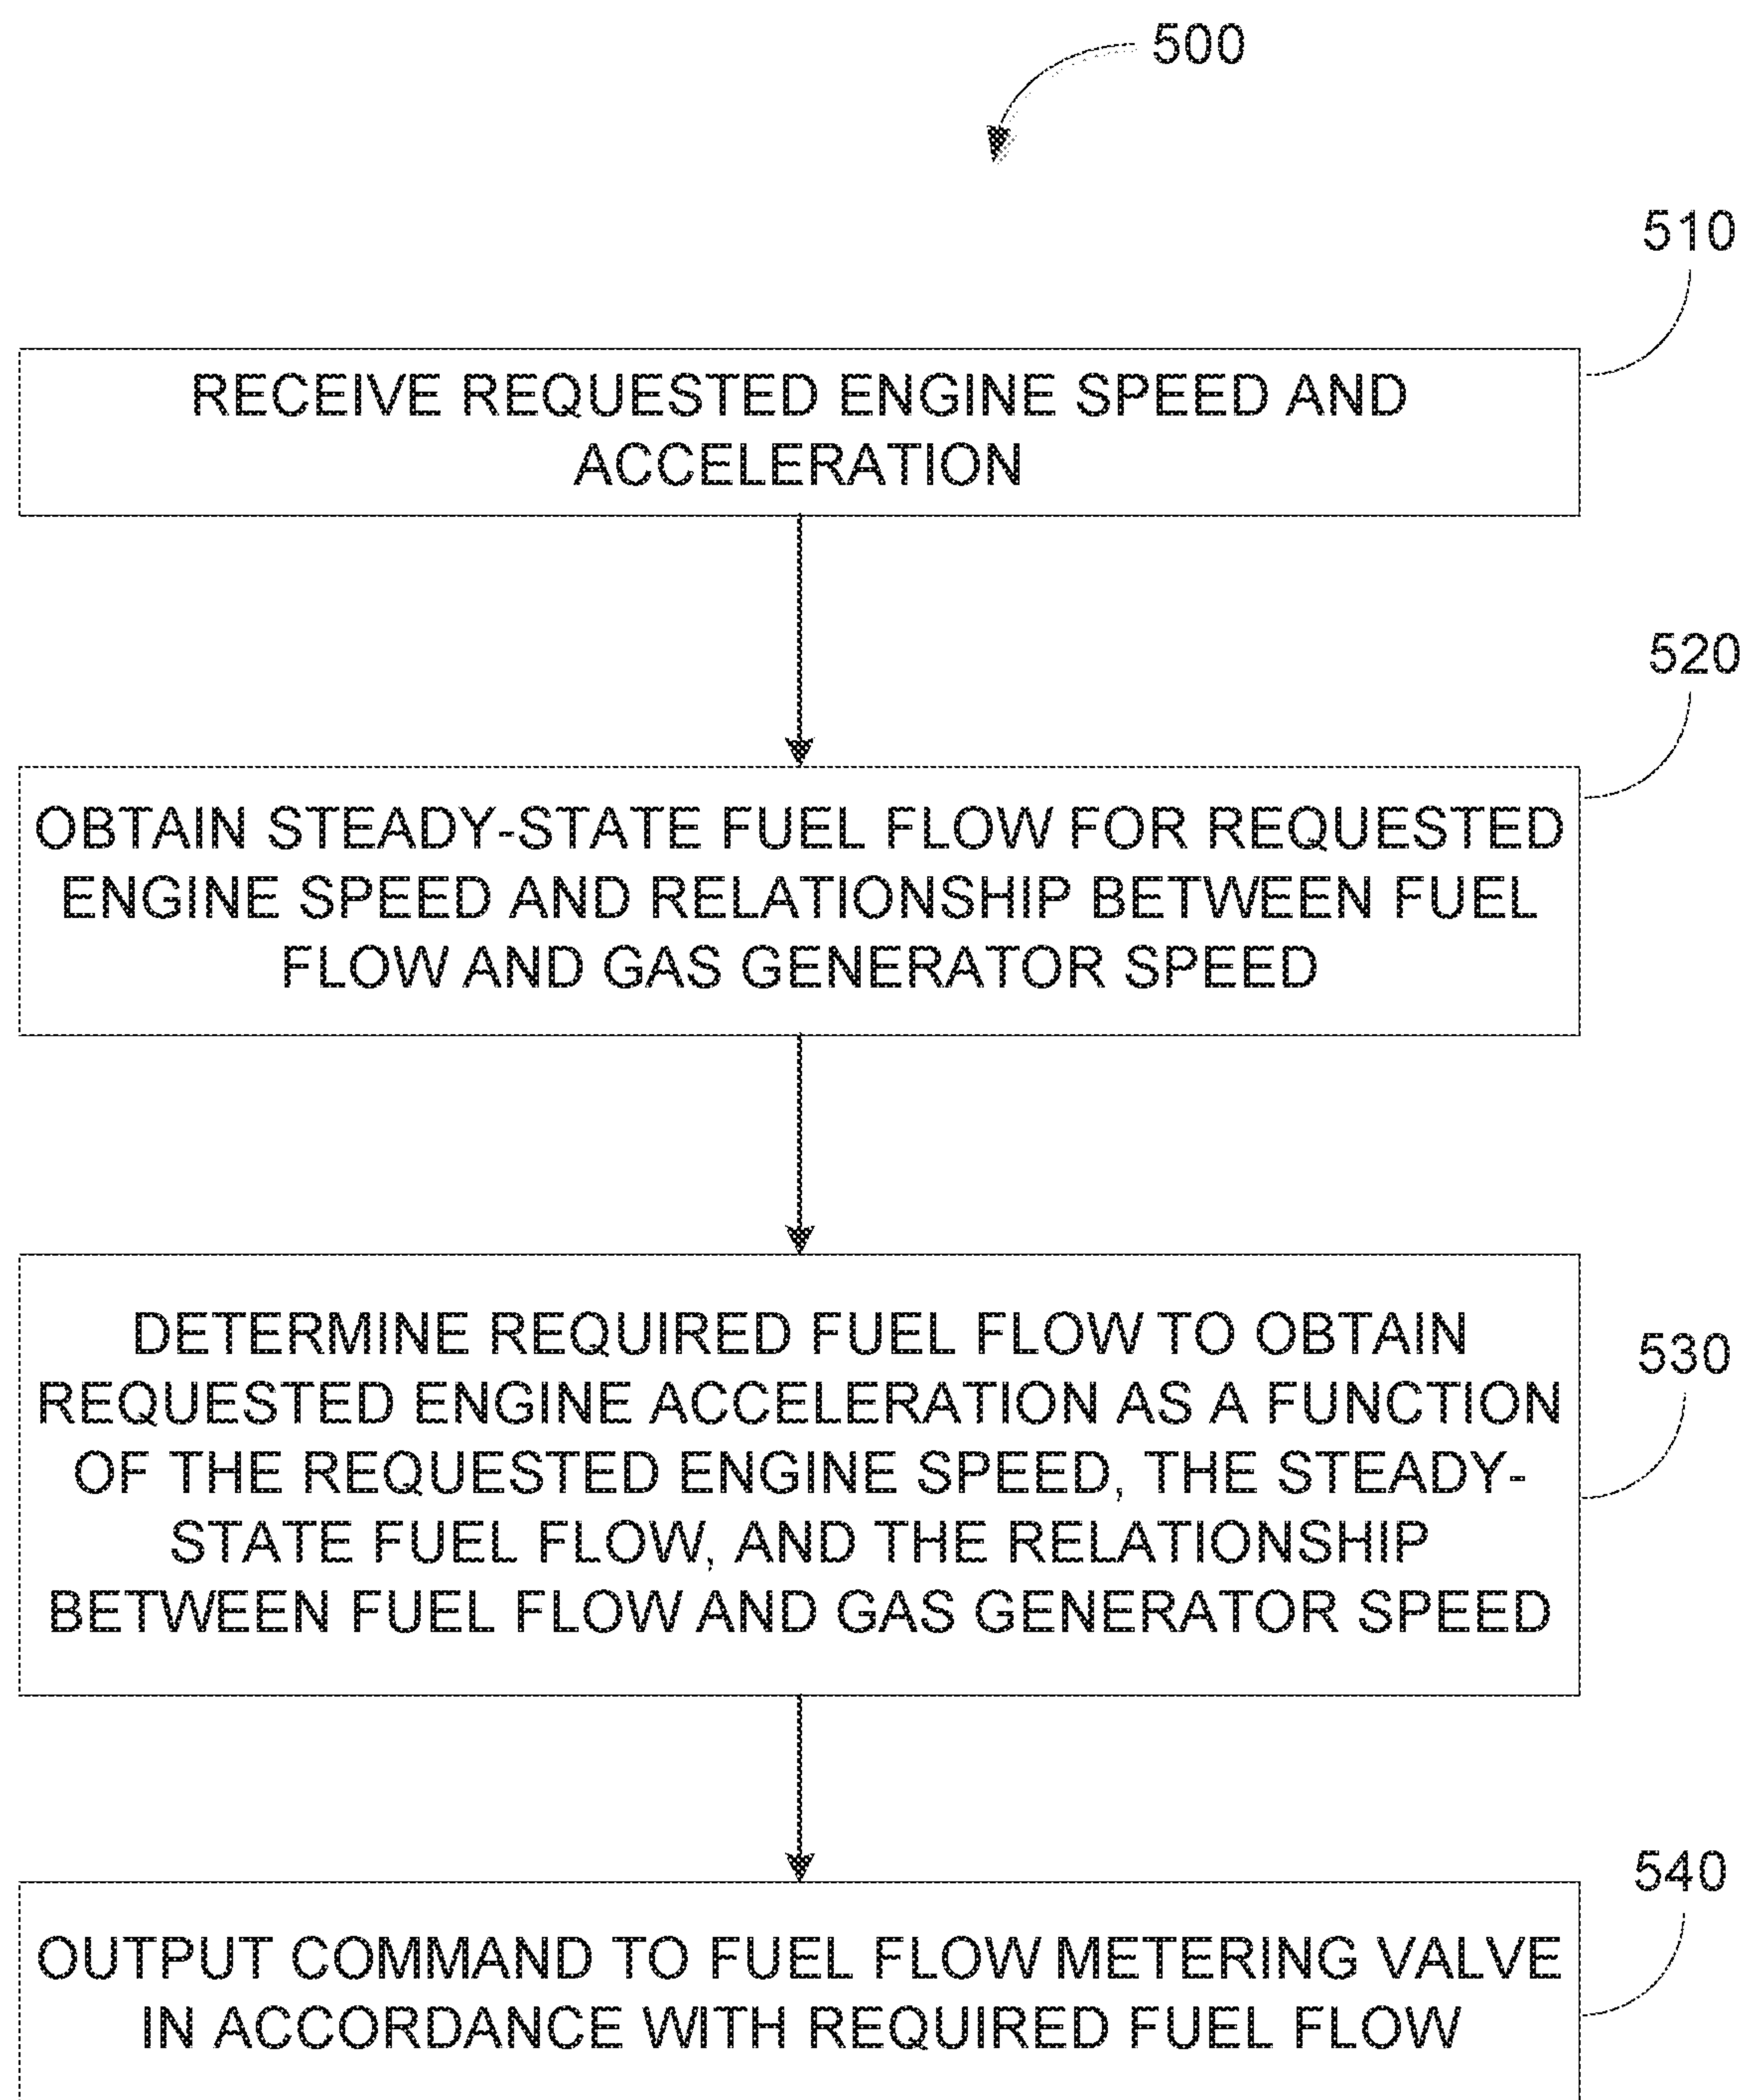 500
510
RECEIVE REQUESTED ENGINE SPEED AND
ACCELERATION
520
OBTAIN STEADY-STATE FUEL FLOW FOR REQUESTED
ENGINE SPEED AND RELATIONSHIP BETWEEN FUEL
FLOW AND GAS GENERATOR SPEED
530
DETERMINE REQUIRED FUEL FLOW TO OBTAIN
REQUESTED ENGINE ACCELERATION AS A FUNCTION
OF THE REQUESTED ENGINE SPEED, THE STEADY-
STATE FUEL FLOW, AND THE RELATIONSHIP
BETWEEN FUEL FLOW AND GAS GENERATOR SPEED
540
OUTPUT COMMAND TO FUEL FLOW METERING VALVE
IN ACCORDANCE WITH REQUIRED FUEL FLOW